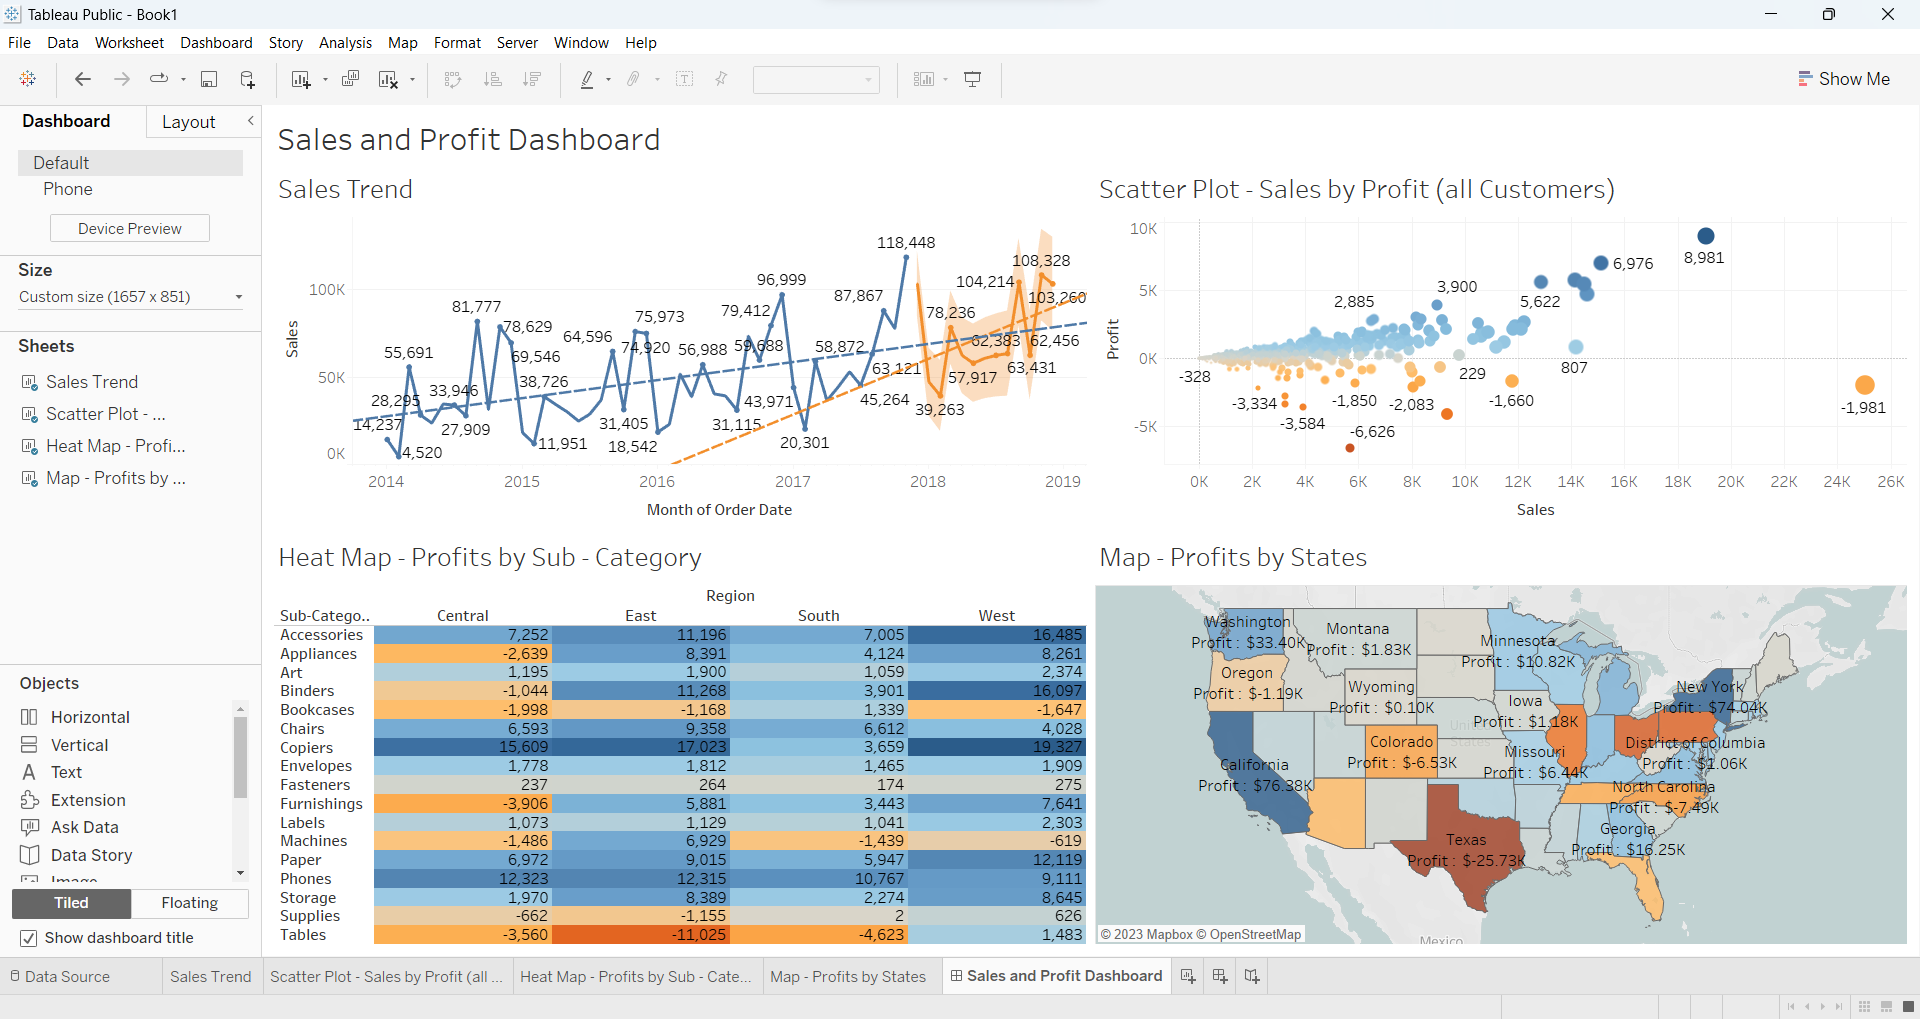 Tableau Public - Book1
File Data Worksheet Dashboard Story Analysis Map Format Server Window Help
Show Me
Dashboard
Layout
Default
Phone
Device Preview
Size
Custom size (1657 x 851)
Sheets
Sales Trend
Scatter Plot - ...
Heat Map - Profi...
Map - Profits by ...
Objects
Horizontal
Vertical
Text
Extension
Ask Data
Data Story
Image
Tiled
Floating
Show dashboard title
Sales and Profit Dashboard
Sales Trend
Sales
100K
50K
0K
14,237
28,295
4,520
55,691
33,946
27,909
81,777
78,629
69,546
38,726
11,951
64,596
31,405
75,973
74,920
18,542
56,988
31,115
79,412
59,688
96,999
43,971
20,301
58,872
87,867
63,121
45,264
118,448
78,236
39,263
57,917
104,214
62,383
63,431
108,328
103,260
62,456
2014 2015 2016 2017 2018 2019
Month of Order Date
Scatter Plot - Sales by Profit (all Customers)
Profit
10K
5K
0K
-5K
8,981
6,976
3,900
2,885
5,622
-328
229
807
-3,334
-1,850
-2,083
-1,660
-1,981
-3,584
-6,626
0K 2K 4K 6K 8K 10K 12K 14K 16K 18K 20K 22K 24K 26K
Sales
Heat Map - Profits by Sub - Category
Region
Sub-Catego.. Central East South West
Accessories 7,252 11,196 7,005 16,485
Appliances -2,639 8,391 4,124 8,261
Art 1,195 1,900 1,059 2,374
Binders -1,044 11,268 3,901 16,097
Bookcases -1,998 -1,168 1,339 -1,647
Chairs 6,593 9,358 6,612 4,028
Copiers 15,609 17,023 3,659 19,327
Envelopes 1,778 1,812 1,465 1,909
Fasteners 237 264 174 275
Furnishings -3,906 5,881 3,443 7,641
Labels 1,073 1,129 1,041 2,303
Machines -1,486 6,929 -1,439 -619
Paper 6,972 9,015 5,947 12,119
Phones 12,323 12,315 10,767 9,111
Storage 1,970 8,389 2,274 8,645
Supplies -662 -1,155 2 626
Tables -3,560 -11,025 -4,623 1,483
Map - Profits by States
Washington
Profit : $33.40K
Montana
Profit : $1.83K
Minnesota
Profit : $10.82K
Oregon
Profit : $-1.19K
Wyoming
Profit : $0.10K
Iowa
Profit : $1.18K
New York
Profit : $74.04K
United
States
Colorado
Profit : $-6.53K
Missouri
Profit : $6.44K
District of Columbia
Profit : $1.06K
California
Profit : $76.38K
North Carolina
Profit : $-7.49K
Georgia
Profit : $16.25K
Texas
Profit : $-25.73K
Mexico
© 2023 Mapbox © OpenStreetMap
Data Source
Sales Trend
Scatter Plot - Sales by Profit (all ...
Heat Map - Profits by Sub - Cate...
Map - Profits by States
Sales and Profit Dashboard